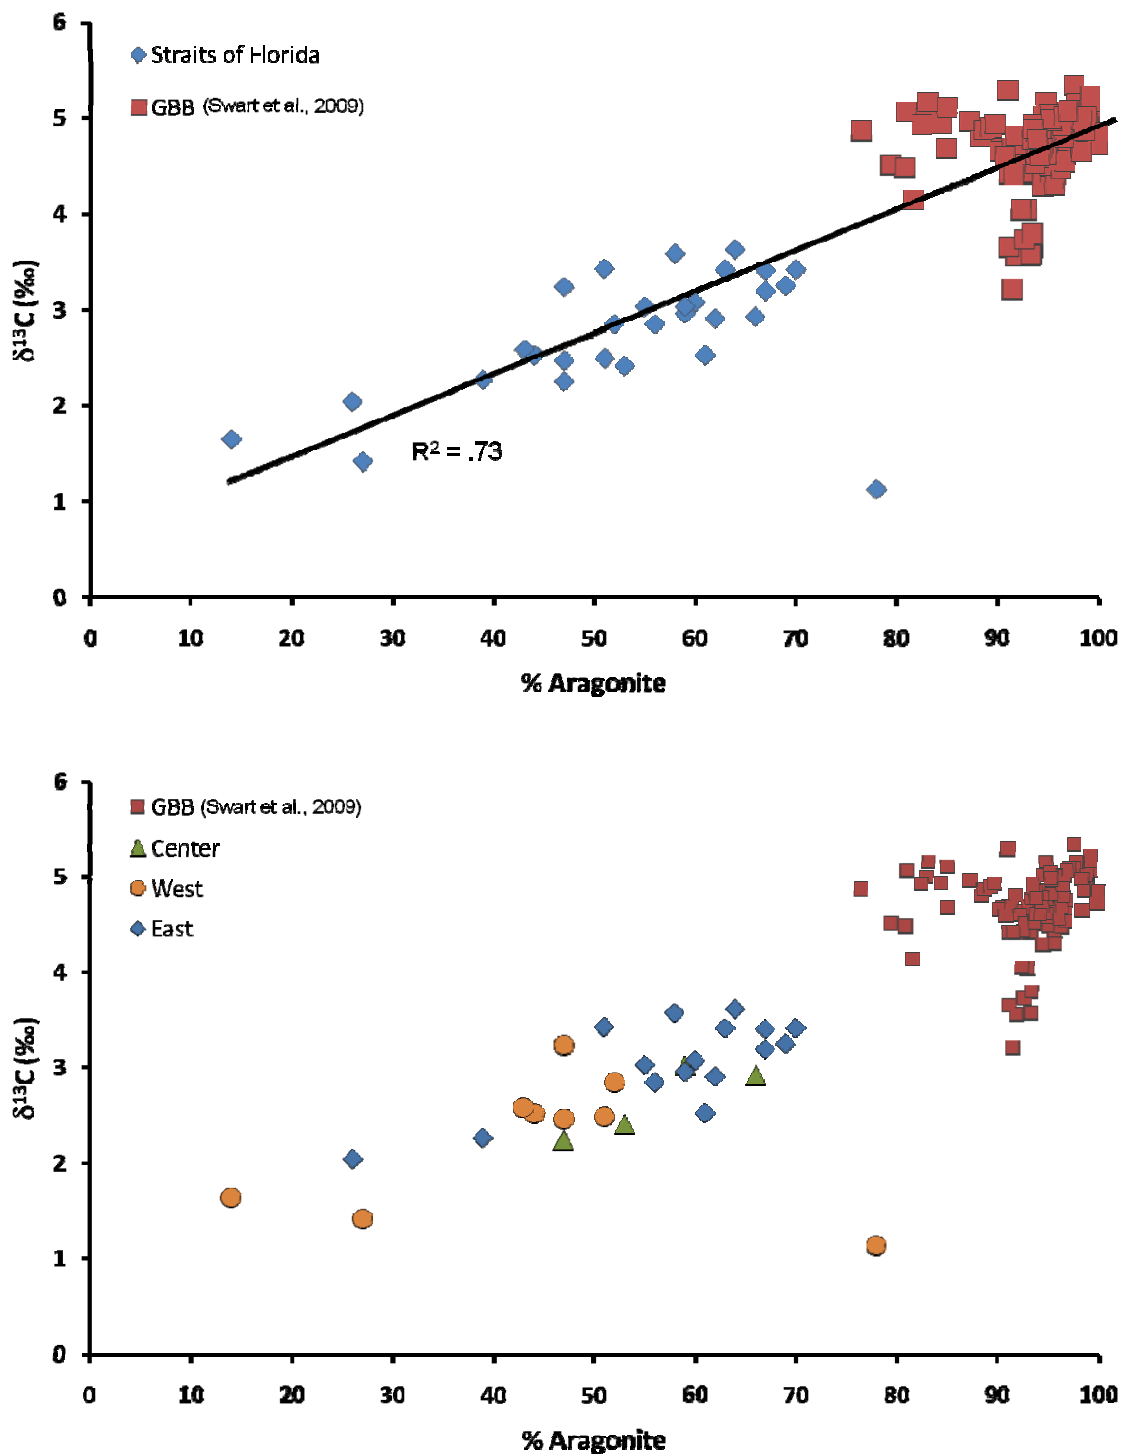 6
5
4
3
2
1
0
δ¹³C (‰)
Straits of Florida
GBB (Swart et al., 2009)
R² = .73
0 10 20 30 40 50 60 70 80 90 100
% Aragonite
6
5
4
3
2
1
0
δ¹³C (‰)
GBB (Swart et al., 2009)
Center
West
East
0 10 20 30 40 50 60 70 80 90 100
% Aragonite